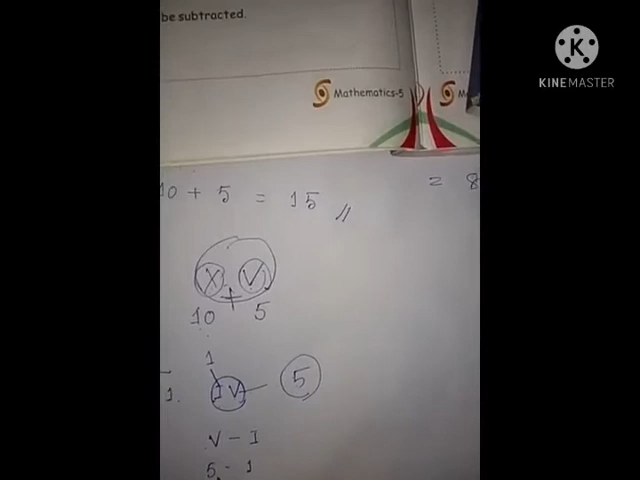 be subtracted.
KINEMASTER
Mathematics-5
M
10 + 5 = 15 //
= 8
X V
+
10 5
1
1. IV 5
V - I
5 - 1